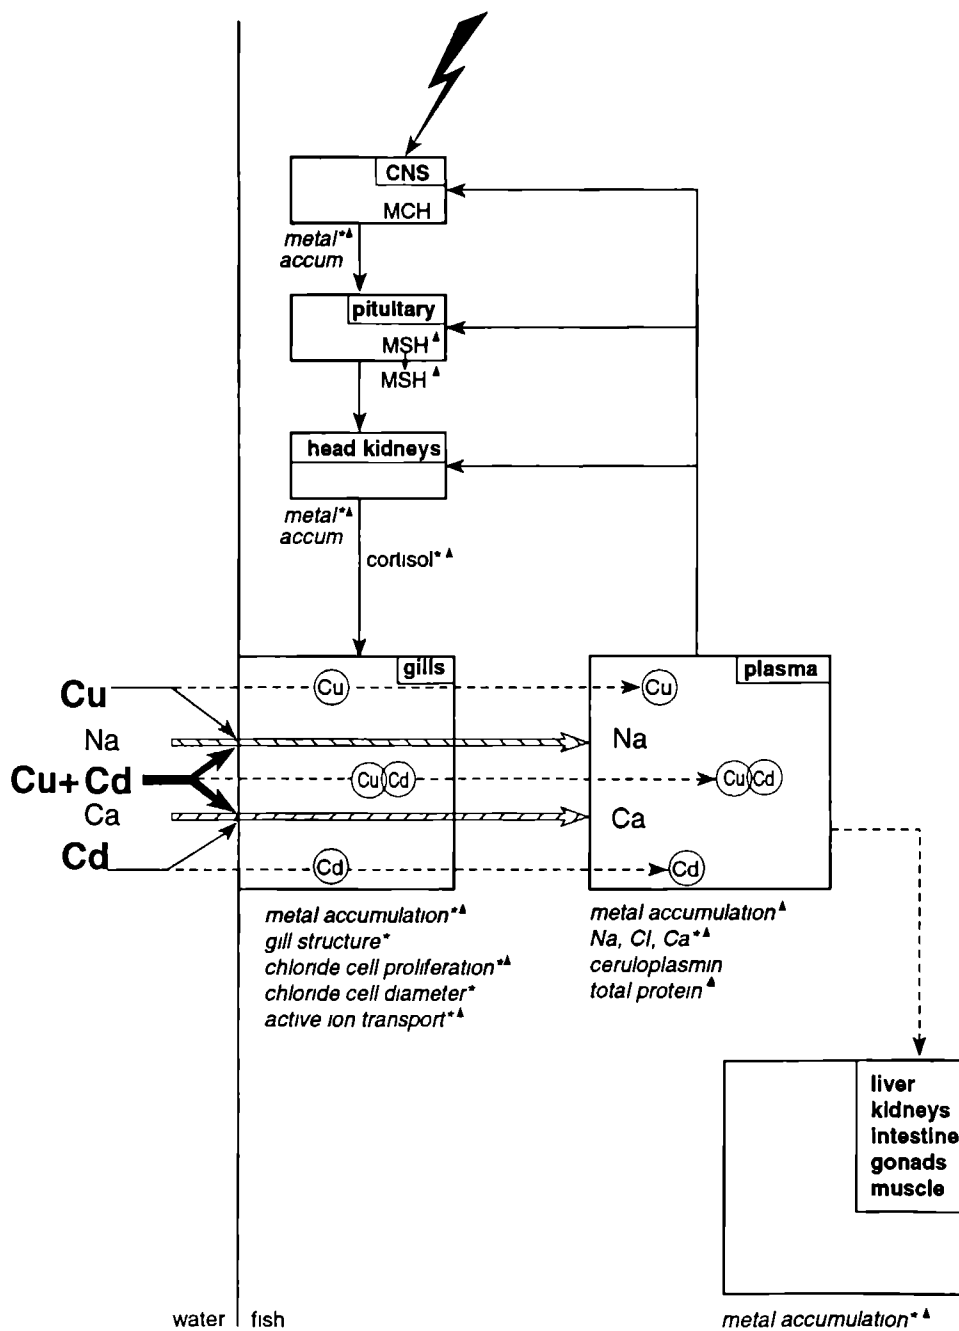 CNS
MCH
metal*▲
accum
pitultary
MSH▲
MSH▲
head kidneys
metal*▲
accum
cortisol*▲
gills
plasma
Cu
Cu
Cu
Na
Na
Cu+Cd
Cu Cd
Cu Cd
Ca
Ca
Cd
Cd
Cd
metal accumulation*▲
gill structure*
chloride cell proliferation*▲
chloride cell diameter*
active ion transport*▲
metal accumulation▲
Na, Cl, Ca*▲
ceruloplasmin
total protein▲
liver
kidneys
intestine
gonads
muscle
water
fish
metal accumulation*▲